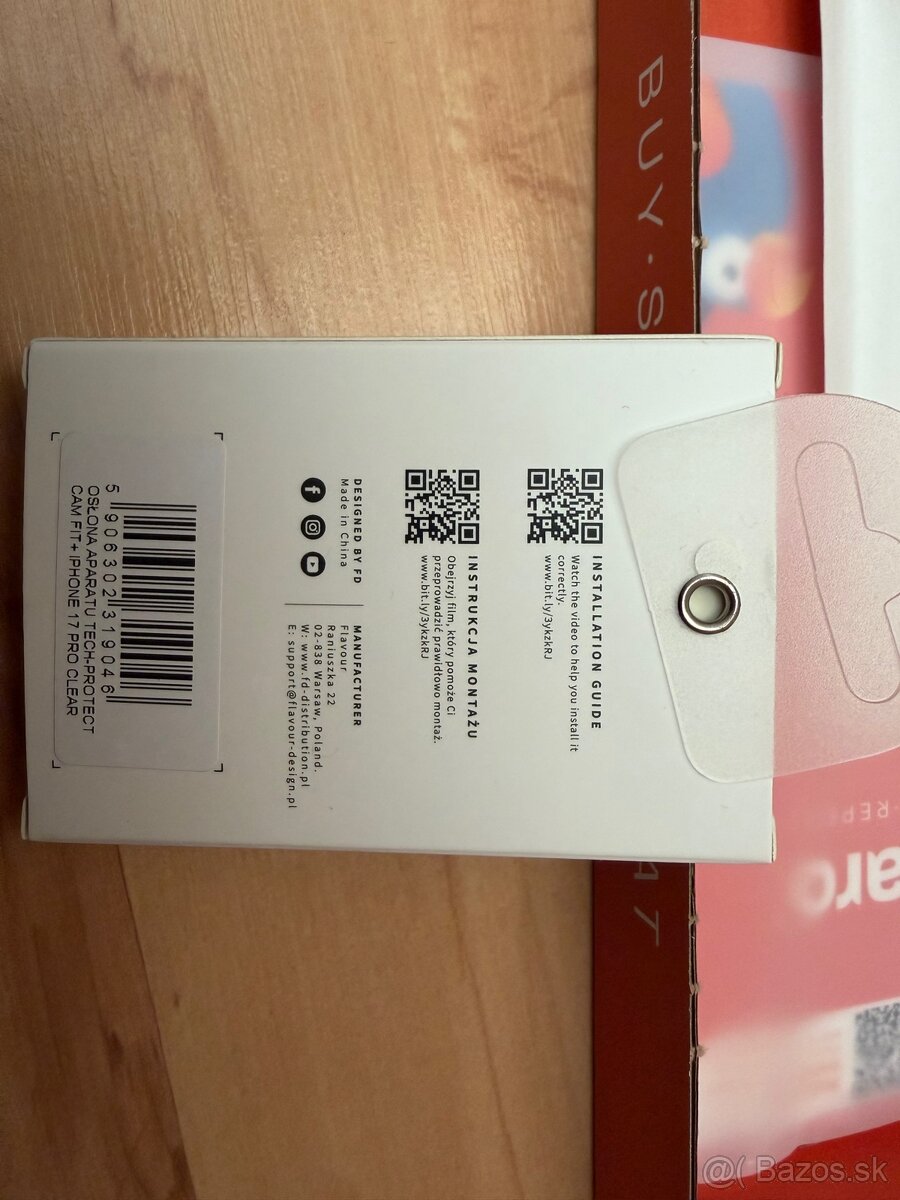 INSTALLATION GUIDE
Watch the video to help you install it
correctly.
www.bit.ly/3ykzkRJ
INSTRUKCJA MONTAŻU
Obejrzyj film, który pomoże Ci
przeprowadzić prawidłowo montaż.
www.bit.ly/3ykzkRJ
DESIGNED BY FD
Made in China
MANUFACTURER
Flavour
Raniuszka 22
02-838 Warsaw, Poland.
W: www.fd-distribution.pl
E: support@flavour-design.pl
5 906302 319046
OSŁONA APARATU TECH-PROTECT
CAM FIT+ IPHONE 17 PRO CLEAR
BUY·S
@( Bazos.sk